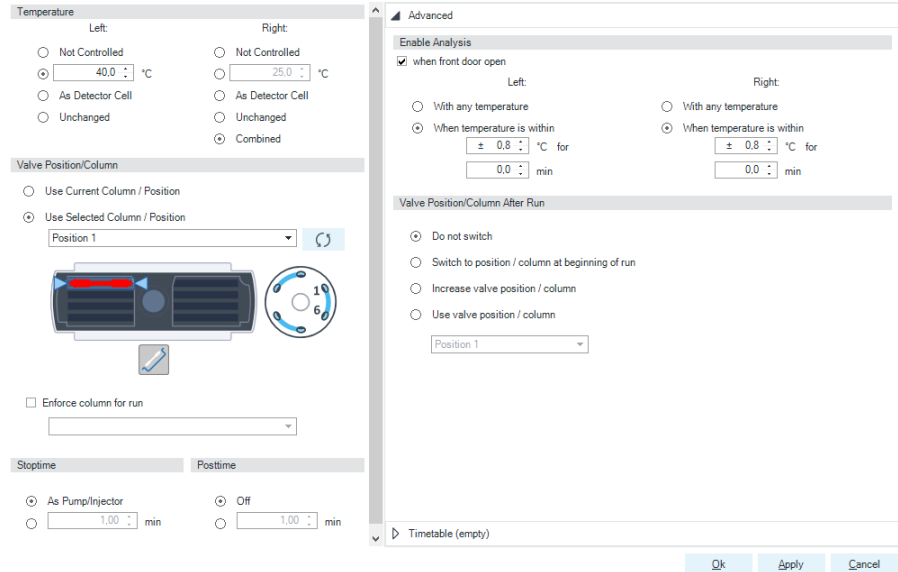 Temperature
Left:
Right:
Not Controlled
Not Controlled
40,0 °C
25,0 °C
As Detector Cell
As Detector Cell
Unchanged
Unchanged
Combined
Valve Position/Column
Use Current Column / Position
Use Selected Column / Position
Position 1
1
6
Enforce column for run
Stoptime
Posttime
As Pump/Injector
Off
1,00 min
1,00 min
Advanced
Enable Analysis
when front door open
Left:
Right:
With any temperature
With any temperature
When temperature is within
When temperature is within
± 0,8 °C for
± 0,8 °C for
0,0 min
0,0 min
Valve Position/Column After Run
Do not switch
Switch to position / column at beginning of run
Increase valve position / column
Use valve position / column
Position 1
Timetable (empty)
Ok
Apply
Cancel